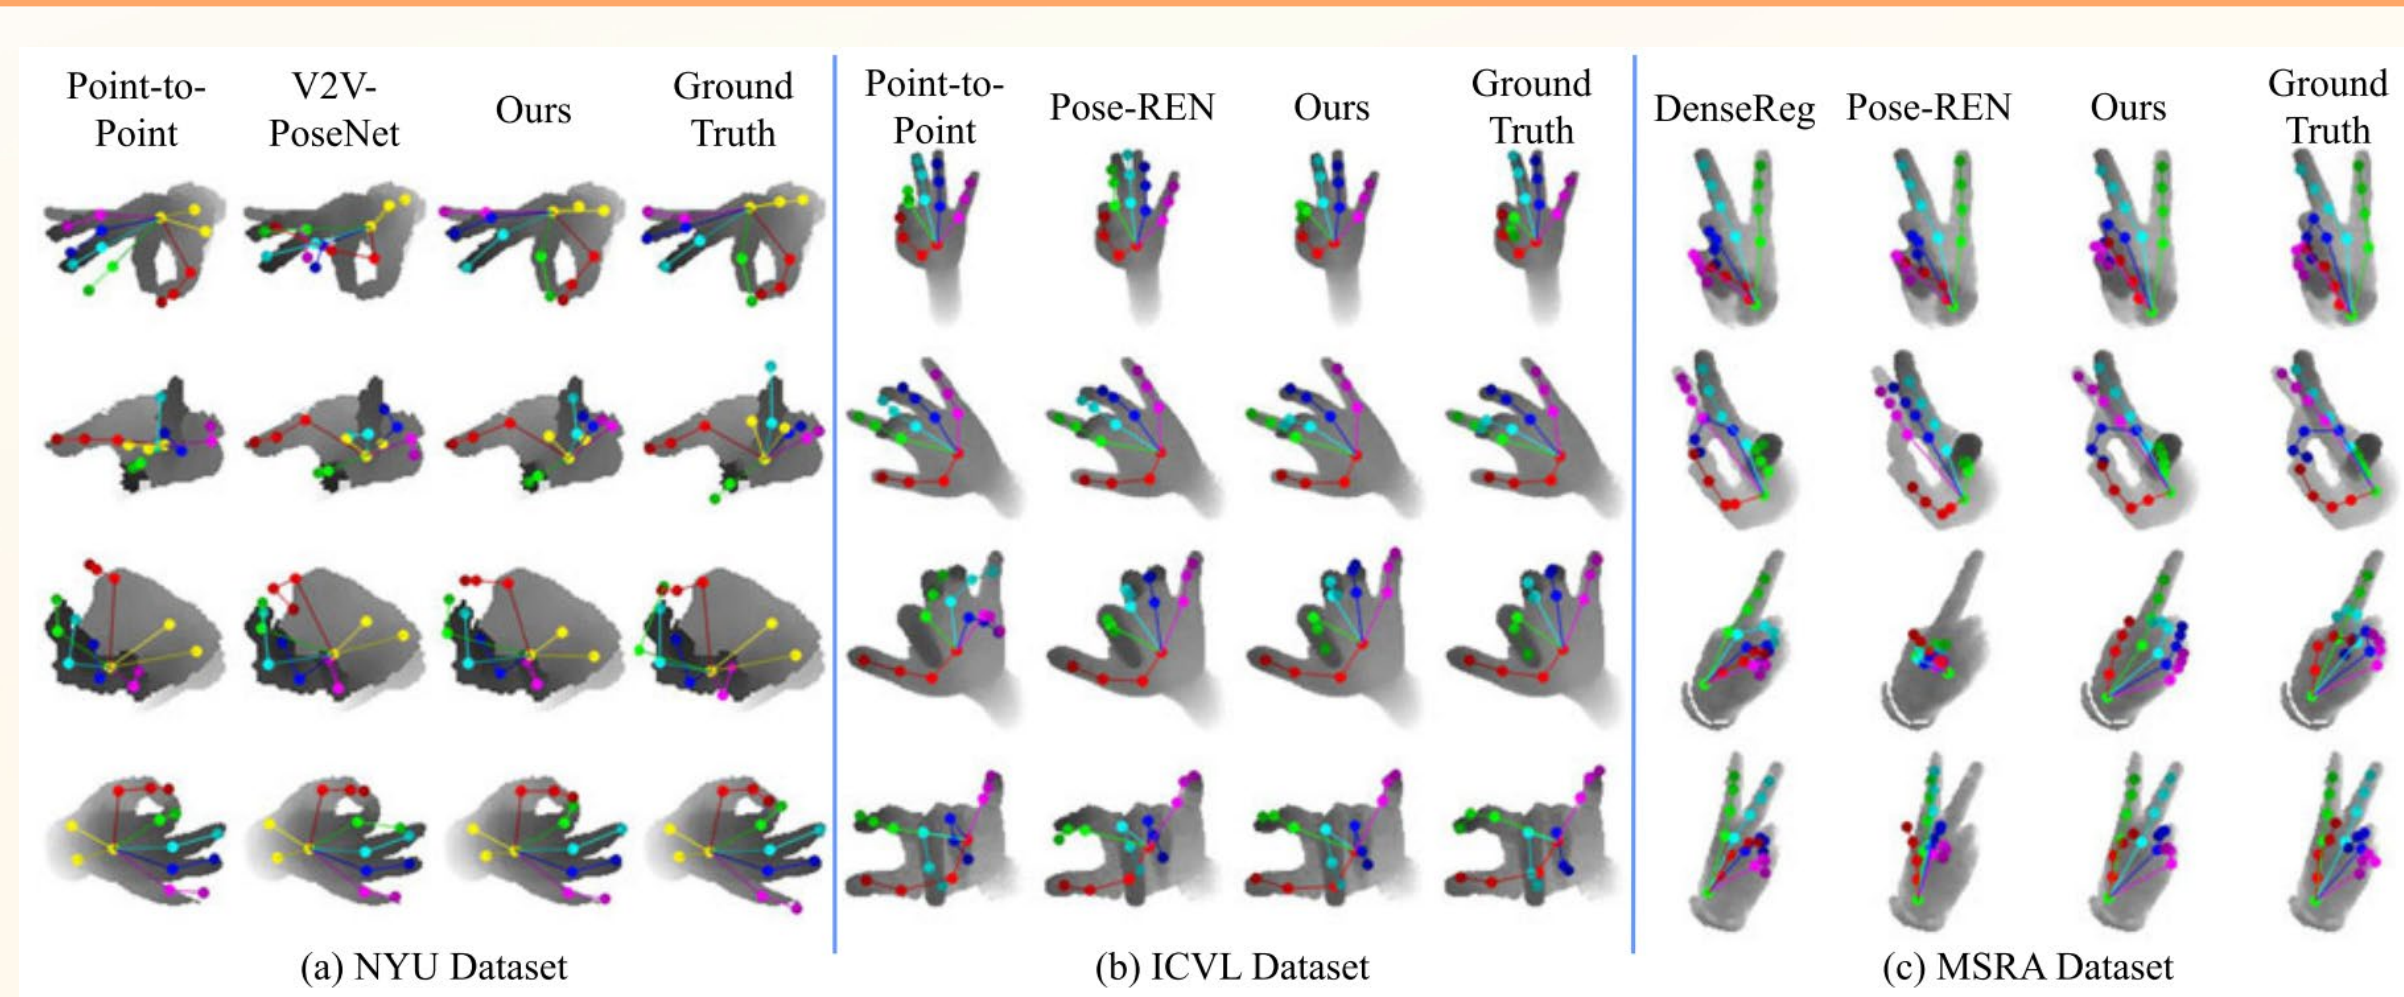 Point-to-
Point
V2V-
PoseNet
Ours
Ground
Truth
Point-to-
Point
Pose-REN
Ours
Ground
Truth
DenseReg
Pose-REN
Ours
Ground
Truth
(a) NYU Dataset
(b) ICVL Dataset
(c) MSRA Dataset